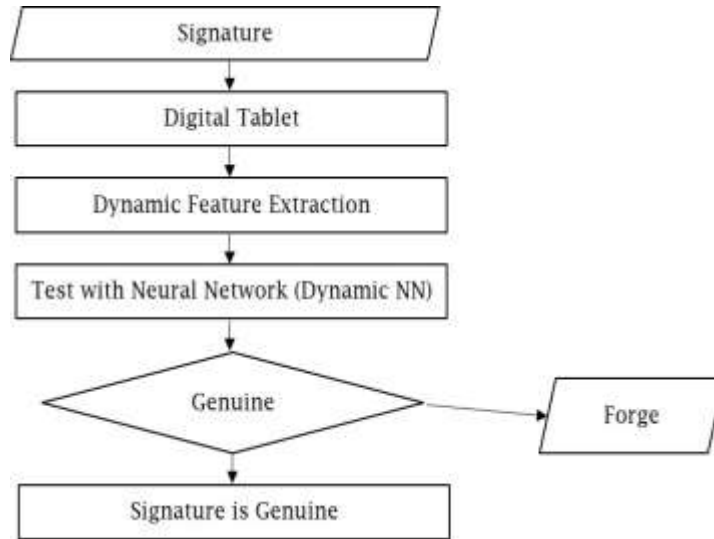 Signature
Digital Tablet
Dynamic Feature Extraction
Test with Neural Network (Dynamic NN)
Genuine
Forge
Signature is Genuine